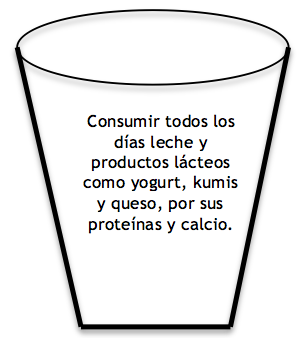 Consumir todos los
días leche y
productos lácteos
como yogurt, kumis
y queso, por sus
proteínas y calcio.